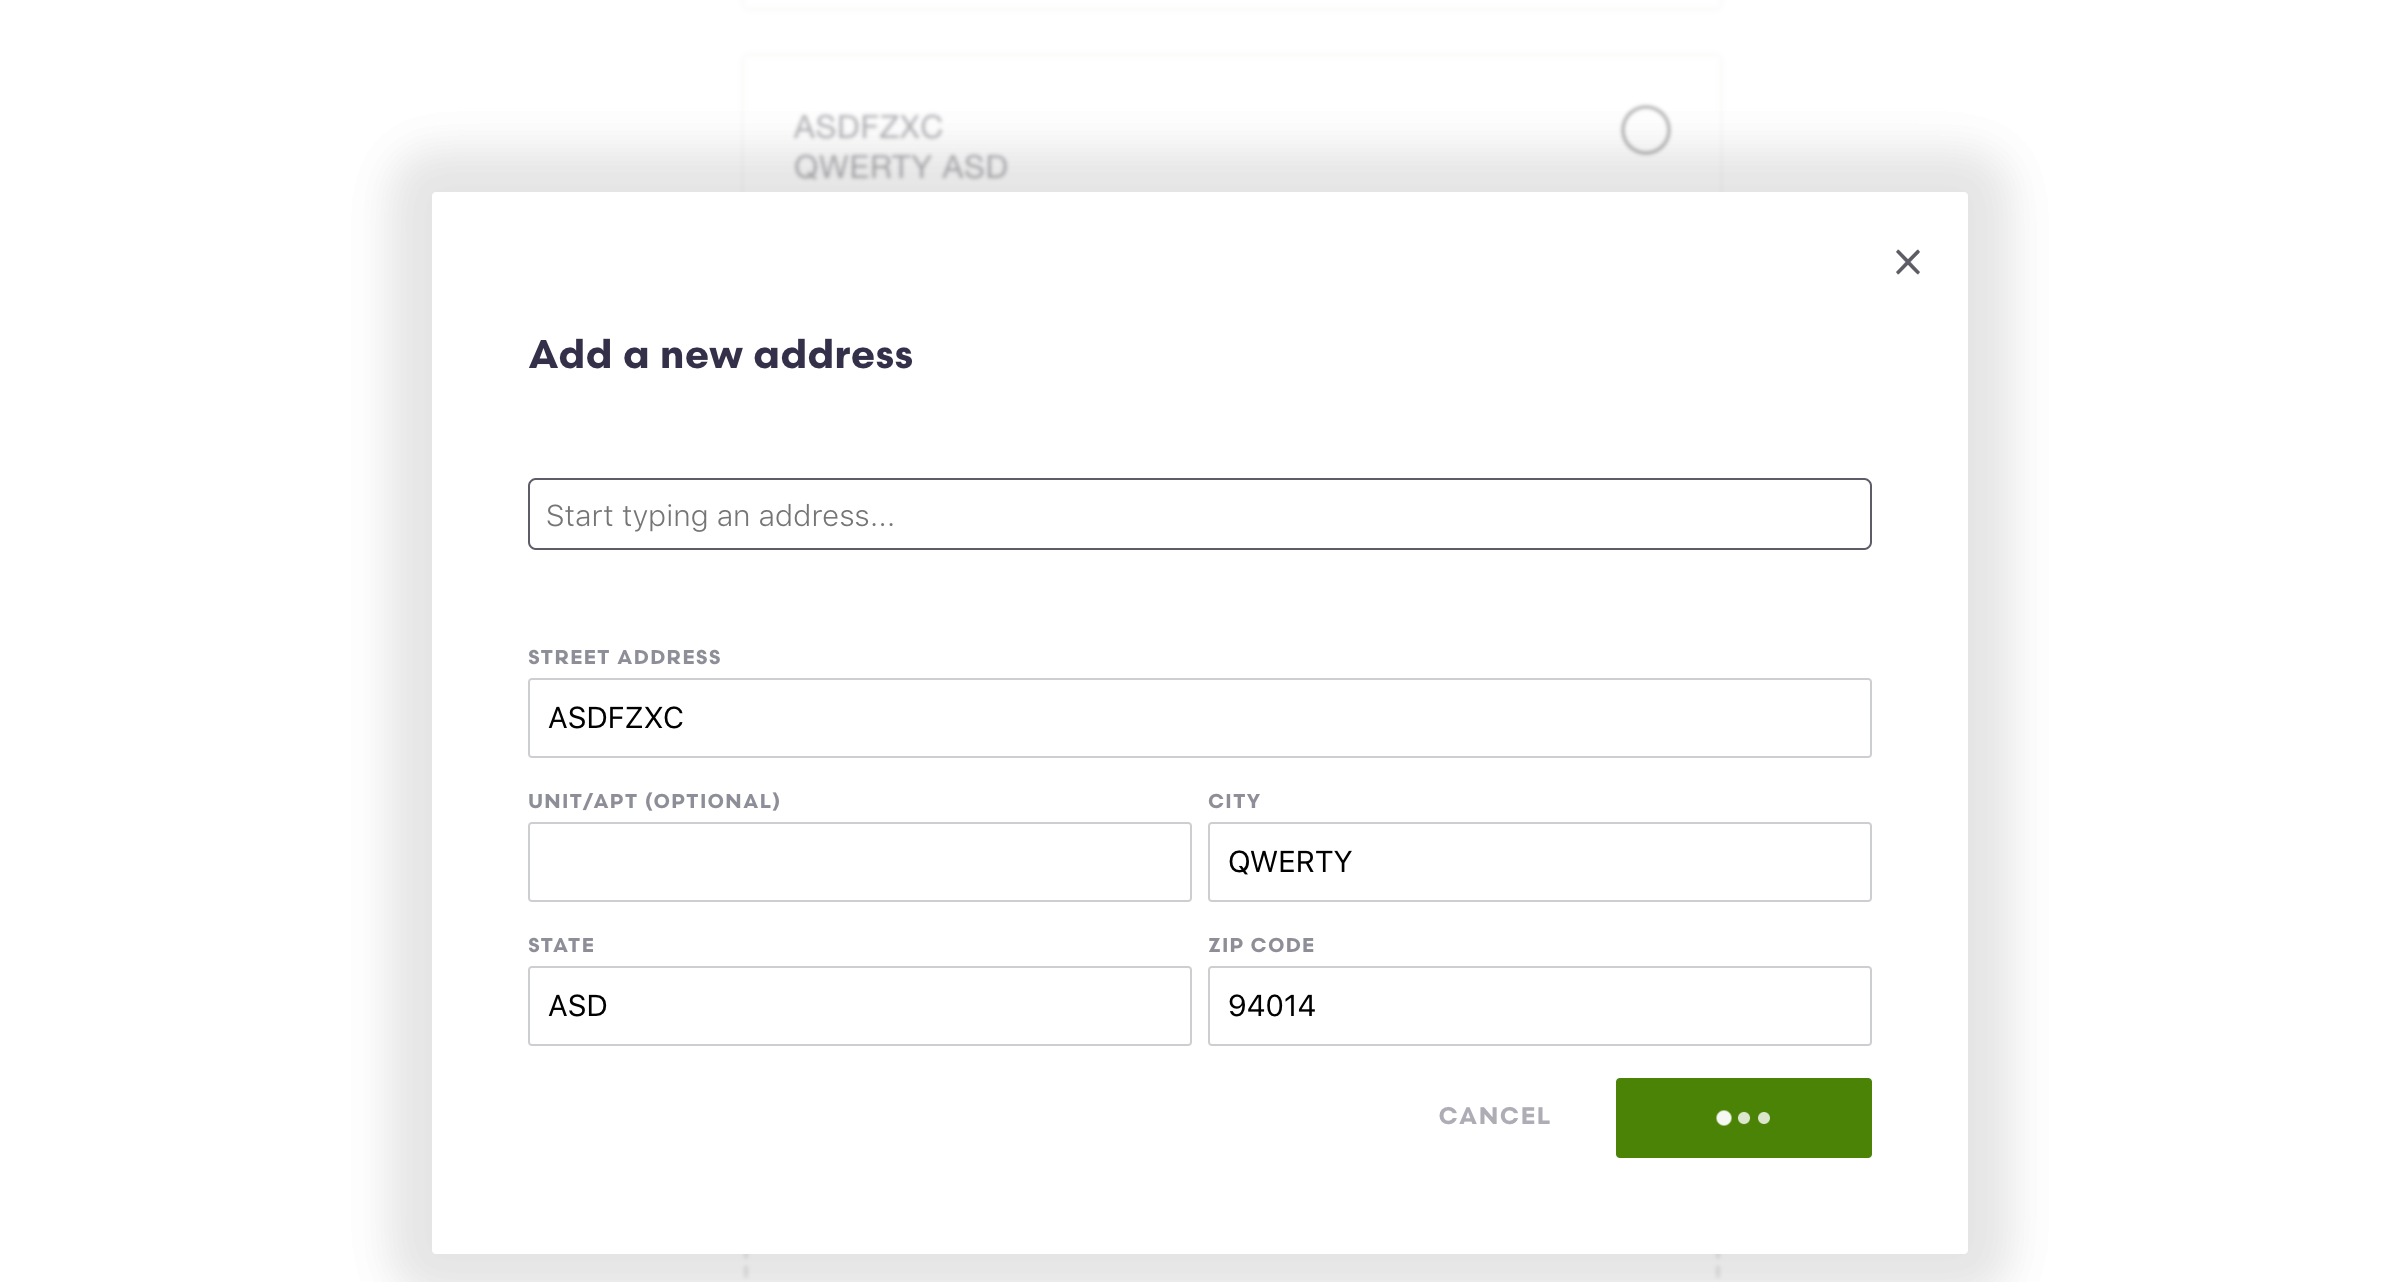 ASDFZXC
QWERTY ASD
Add a new address
Start typing an address...
STREET ADDRESS
ASDFZXC
UNIT/APT (OPTIONAL)
CITY
QWERTY
STATE
ZIP CODE
ASD
94014
CANCEL